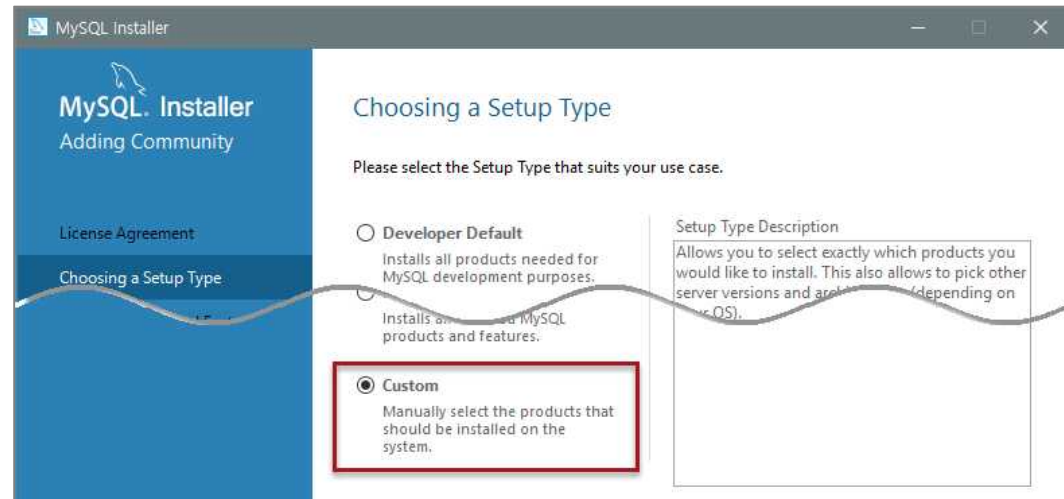 MySQL Installer
MySQL. Installer
Adding Community
License Agreement
Choosing a Setup Type
Choosing a Setup Type
Please select the Setup Type that suits your use case.
Developer Default
Installs all products needed for
MySQL development purposes.
Installs MySQL
products and features.
Custom
Manually select the products that
should be installed on the
system.
Setup Type Description
Allows you to select exactly which products you
would like to install. This also allows to pick other
server versions and (depending on
OS).